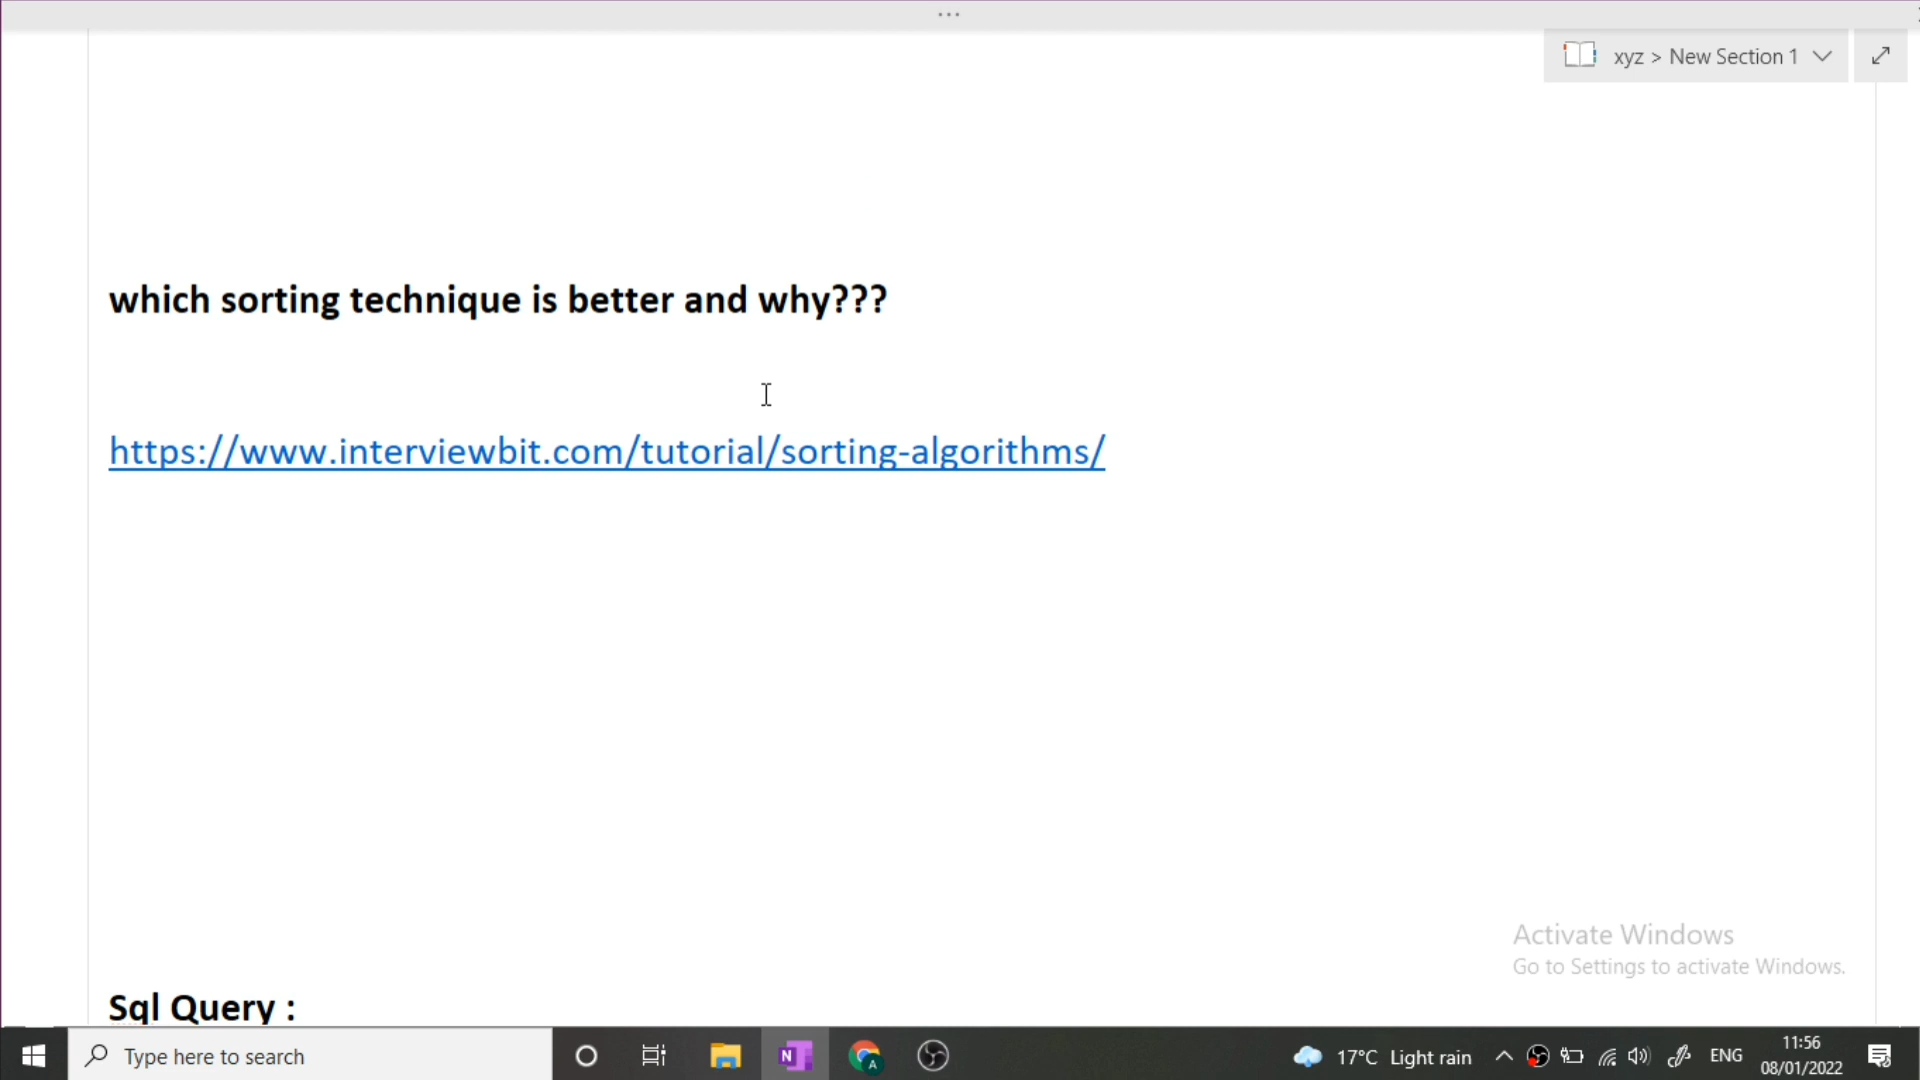 ...
xyz > New Section 1
which sorting technique is better and why???
https://www.interviewbit.com/tutorial/sorting-algorithms/
Activate Windows
Go to Settings to activate Windows.
Sql Query :
Type here to search
N
A
17°C Light rain
ENG
11:56
08/01/2022